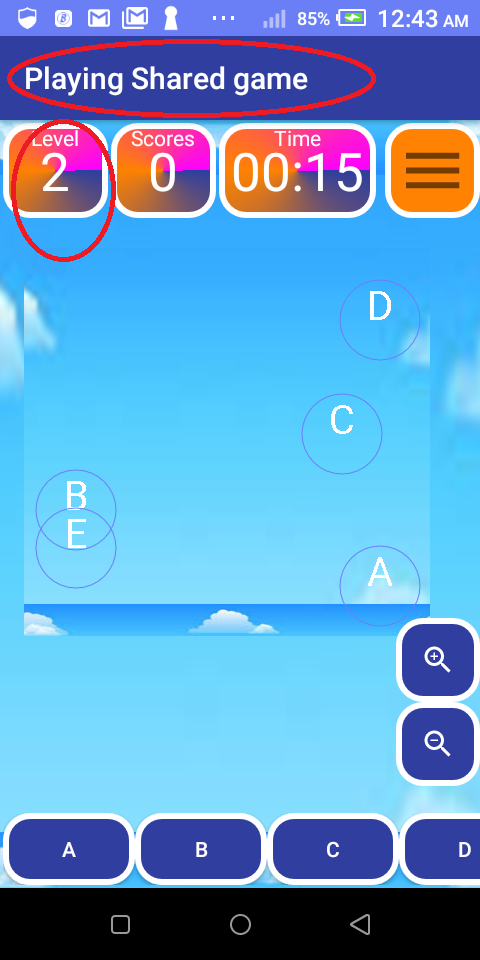 85% 12:43 AM
Playing Shared game
Level Scores Time
2 0 00:15
D
C
B
E
A
A B C D